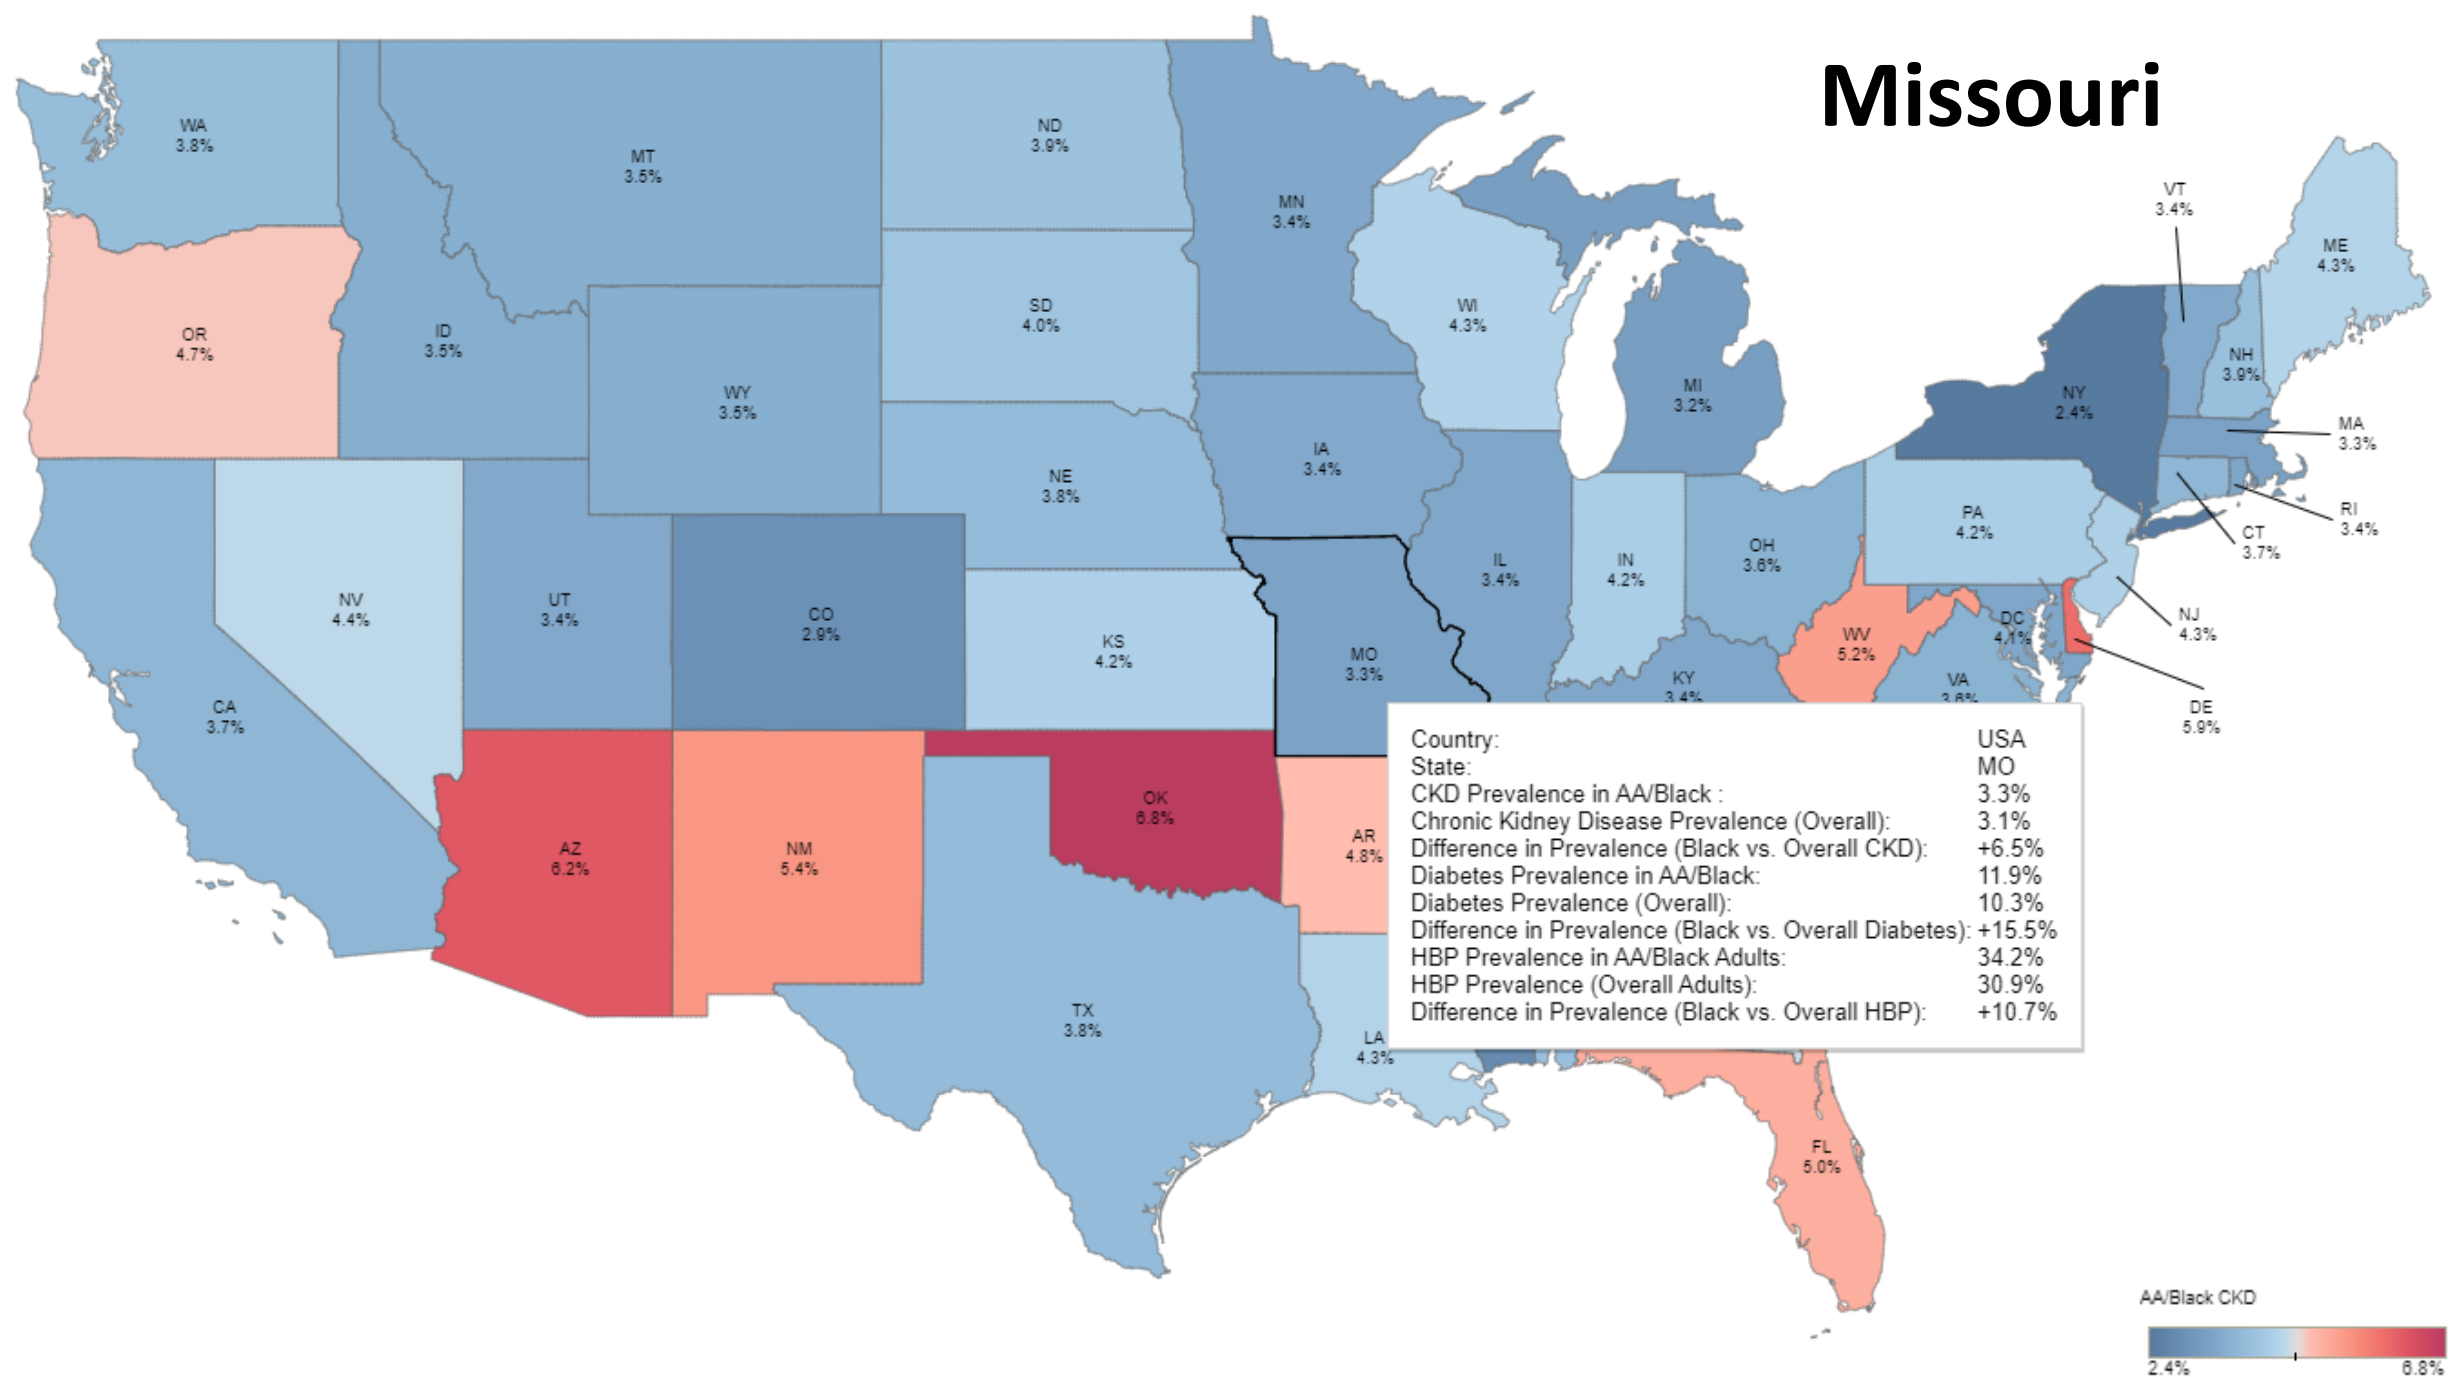 Missouri
WA
3.8%
MT
3.5%
ND
3.9%
MN
3.4%
VT
3.4%
ME
4.3%
OR
4.7%
ID
3.5%
SD
4.0%
WI
4.3%
NH
3.9%
WY
3.5%
MI
3.2%
NY
2.4%
MA
3.3%
NE
3.8%
IA
3.4%
RI
3.4%
PA
4.2%
CT
3.7%
OH
3.6%
IL
3.4%
IN
4.2%
NV
4.4%
UT
3.4%
CO
2.9%
KS
4.2%
MO
3.3%
WV
5.2%
DC
4.1%
NJ
4.3%
KY
3.4%
VA
3.6%
DE
5.9%
CA
3.7%
Country: USA
State: MO
CKD Prevalence in AA/Black : 3.3%
Chronic Kidney Disease Prevalence (Overall): 3.1%
Difference in Prevalence (Black vs. Overall CKD): +6.5%
Diabetes Prevalence in AA/Black: 11.9%
Diabetes Prevalence (Overall): 10.3%
Difference in Prevalence (Black vs. Overall Diabetes): +15.5%
HBP Prevalence in AA/Black Adults: 34.2%
HBP Prevalence (Overall Adults): 30.9%
Difference in Prevalence (Black vs. Overall HBP): +10.7%
AZ
6.2%
NM
5.4%
OK
6.8%
AR
4.8%
TX
3.8%
LA
4.3%
FL
5.0%
AA/Black CKD
2.4% 6.8%